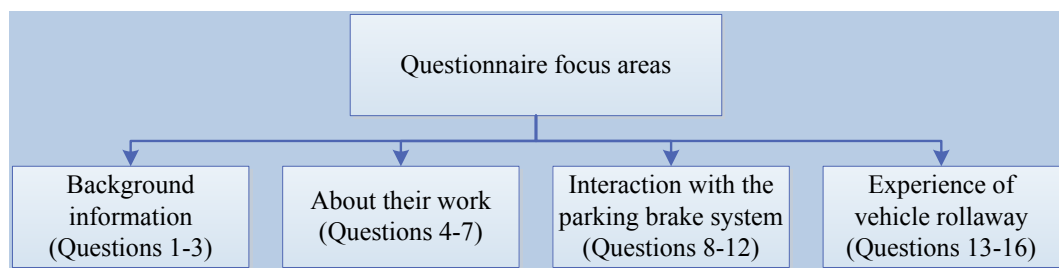 Questionnaire focus areas
Background
information
(Questions 1-3)
About their work
(Questions 4-7)
Interaction with the
parking brake system
(Questions 8-12)
Experience of
vehicle rollaway
(Questions 13-16)